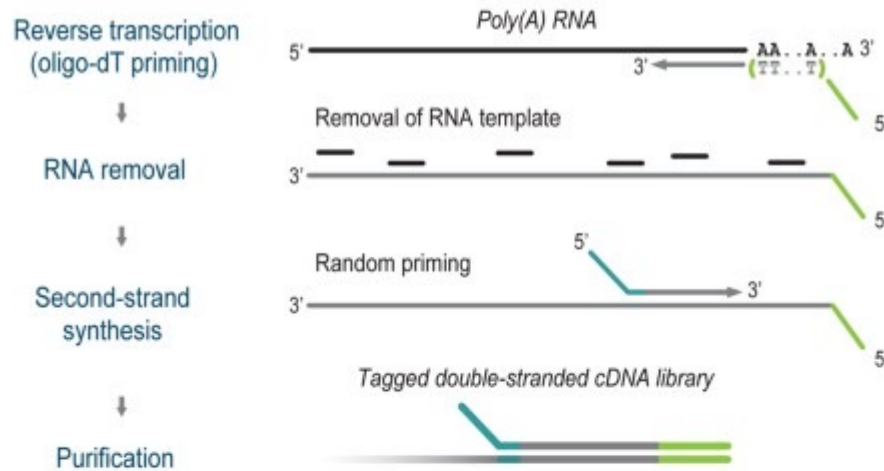 Reverse transcription
(oligo-dT priming)
Poly(A) RNA
5’
AA..A..A 3’
3’
(TT..T)
5’
Removal of RNA template
RNA removal
3’
5’
5’
Random priming
3’
Second-strand
synthesis
3’
5’
Tagged double-stranded cDNA library
Purification